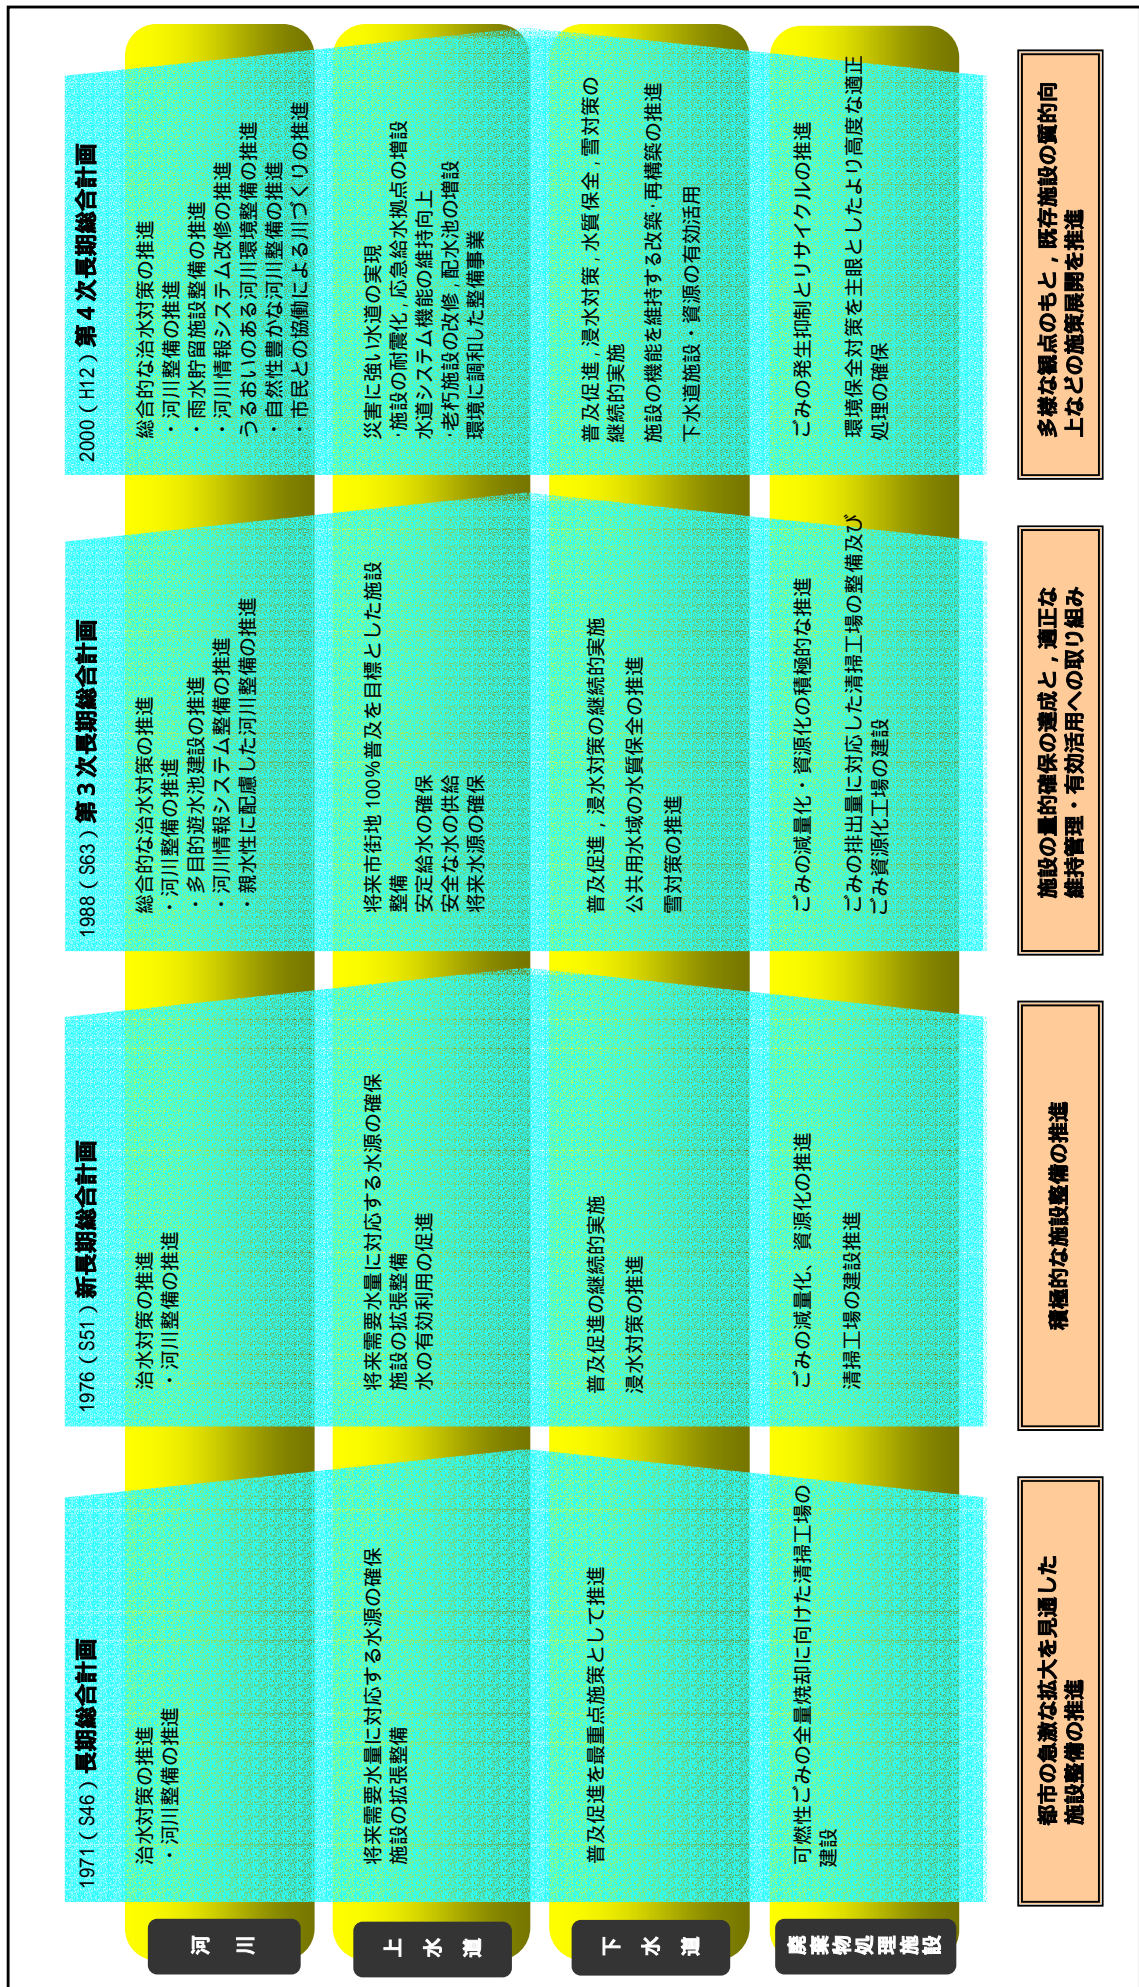 1971（S46）長期総合計画
1976（S51）新長期総合計画
1988（S63）第３次長期総合計画
2000（H12）第４次長期総合計画
河川
治水対策の推進
・河川整備の推進
治水対策の推進
・河川整備の推進
総合的な治水対策の推進
・河川整備の推進
・多目的遊水池建設の推進
・河川情報システム整備の推進
・親水性に配慮した河川整備の推進
総合的な治水対策の推進
・河川整備の推進
・雨水貯留施設整備の推進
・河川情報システム改修の推進
うるおいのある河川環境整備の推進
・自然性豊かな河川整備の推進
・市民との協働による川づくりの推進
上水道
将来需要水量に対応する水源の確保
施設の拡張整備
将来需要水量に対応する水源の確保
施設の拡張整備
水の有効利用の促進
将来市街地100％普及を目標とした施設
整備
安定給水の確保
安全な水の供給
将来水源の確保
災害に強い水道の実現
･施設の耐震化，応急給水拠点の増設
水道システム機能の維持向上
･老朽施設の改修，配水池の増設
環境に調和した整備事業
下水道
普及促進を最重点施策として推進
普及促進の継続的実施
浸水対策の推進
普及促進，浸水対策の継続的実施
公共用水域の水質保全の推進
雪対策の推進
普及促進，浸水対策，水質保全，雪対策の
継続的実施
施設の機能を維持する改築･再構築の推進
下水道施設・資源の有効活用
廃棄物処理施設
可燃性ごみの全量焼却に向けた清掃工場の
建設
ごみの減量化、資源化の推進
清掃工場の建設推進
ごみの減量化・資源化の積極的な推進
ごみの排出量に対応した清掃工場の整備及び
ごみ資源化工場の建設
ごみの発生抑制とリサイクルの推進
環境保全対策を主眼としたより高度な適正
処理の確保
都市の急激な拡大を見通した
施設整備の推進
積極的な施設整備の推進
施設の量的確保の達成と，適正な
維持管理・有効活用への取り組み
多様な観点のもと，既存施設の質的向
上などの施策展開を推進